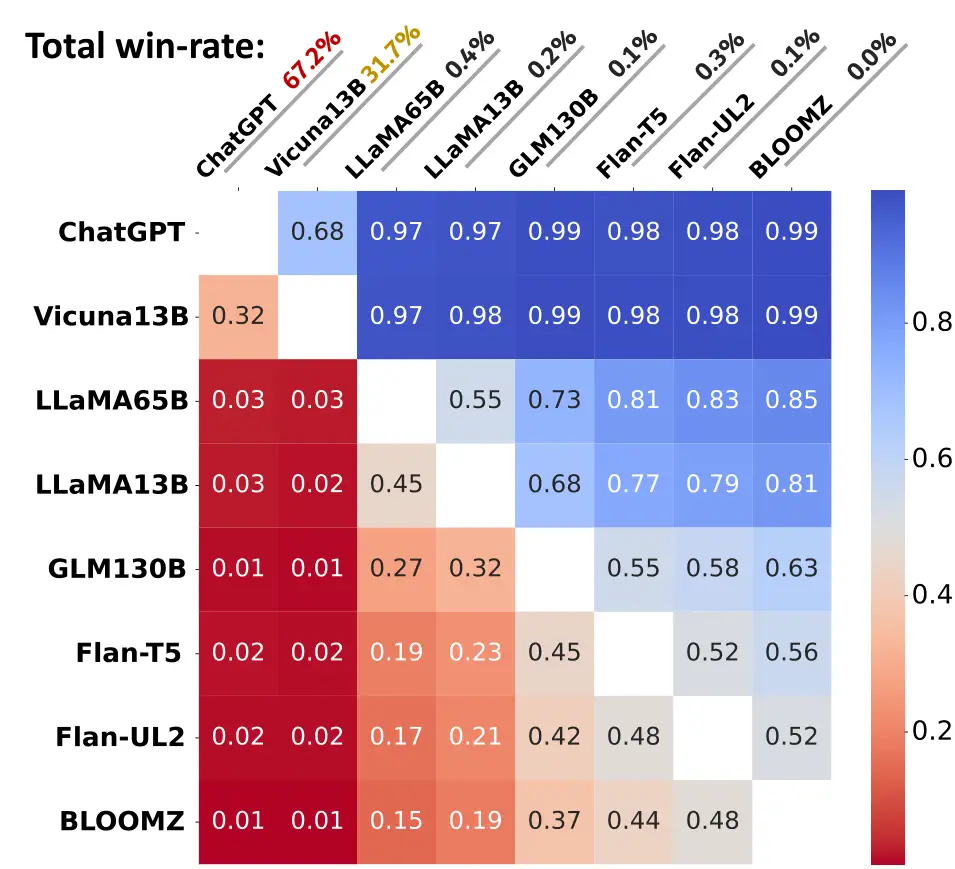 Total win-rate:
ChatGPT 67.2%
Vicuna13B 31.7%
LLaMA65B 0.4%
LLaMA13B 0.2%
GLM130B 0.1%
Flan-T5 0.3%
Flan-UL2 0.1%
BLOOMZ 0.0%
ChatGPT 0.68 0.97 0.97 0.99 0.98 0.98 0.99
Vicuna13B 0.32 0.97 0.98 0.99 0.98 0.98 0.99
LLaMA65B 0.03 0.03 0.55 0.73 0.81 0.83 0.85
LLaMA13B 0.03 0.02 0.45 0.68 0.77 0.79 0.81
GLM130B 0.01 0.01 0.27 0.32 0.55 0.58 0.63
Flan-T5 0.02 0.02 0.19 0.23 0.45 0.52 0.56
Flan-UL2 0.02 0.02 0.17 0.21 0.42 0.48 0.52
BLOOMZ 0.01 0.01 0.15 0.19 0.37 0.44 0.48
0.8
0.6
0.4
0.2